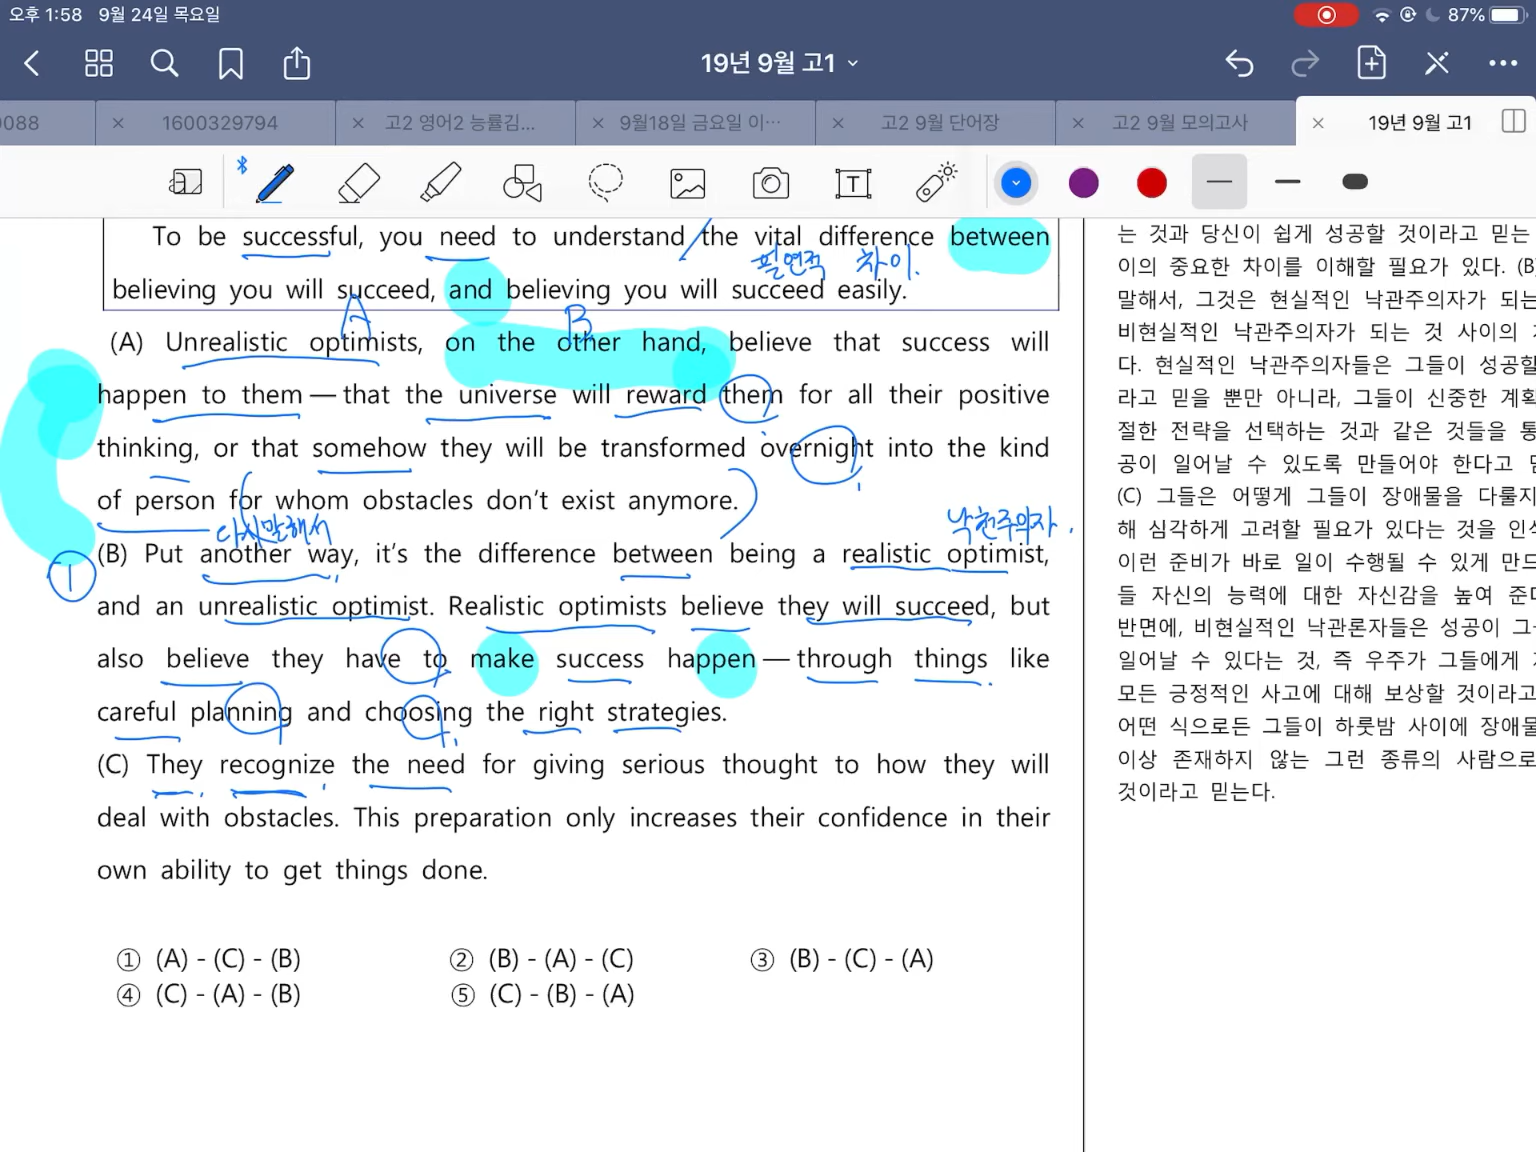 오후 1:58 9월 24일 목요일
87%
19년 9월 고1
0088
1600329794
고2 영어2 능률김...
9월18일 금요일 이...
고2 9월 단어장
고2 9월 모의고사
19년 9월 고1
To be successful, you need to understand the vital difference between
필연적 차이.
believing you will succeed, and believing you will succeed easily.
A B
(A) Unrealistic optimists, on the other hand, believe that success will
happen to them — that the universe will reward them for all their positive
thinking, or that somehow they will be transformed overnight into the kind
of person for whom obstacles don't exist anymore.
다시말해서 낙천주의자.
① (B) Put another way, it's the difference between being a realistic optimist,
and an unrealistic optimist. Realistic optimists believe they will succeed, but
also believe they have to make success happen — through things like
careful planning and choosing the right strategies.
(C) They recognize the need for giving serious thought to how they will
deal with obstacles. This preparation only increases their confidence in their
own ability to get things done.
① (A) - (C) - (B) ② (B) - (A) - (C) ③ (B) - (C) - (A)
④ (C) - (A) - (B) ⑤ (C) - (B) - (A)
는 것과 당신이 쉽게 성공할 것이라고 믿는
이의 중요한 차이를 이해할 필요가 있다. (B)
말해서, 그것은 현실적인 낙관주의자가 되는
비현실적인 낙관주의자가 되는 것 사이의
다. 현실적인 낙관주의자들은 그들이 성공할
라고 믿을 뿐만 아니라, 그들이 신중한 계획
절한 전략을 선택하는 것과 같은 것들을 통
공이 일어날 수 있도록 만들어야 한다고
(C) 그들은 어떻게 그들이 장애물을 다룰지
해 심각하게 고려할 필요가 있다는 것을 인식
이런 준비가 바로 일이 수행될 수 있게 만드
들 자신의 능력에 대한 자신감을 높여 준다
반면에, 비현실적인 낙관론자들은 성공이 그
일어날 수 있다는 것, 즉 우주가 그들에게
모든 긍정적인 사고에 대해 보상할 것이라고
어떤 식으로든 그들이 하룻밤 사이에 장애물
이상 존재하지 않는 그런 종류의 사람으로
것이라고 믿는다.